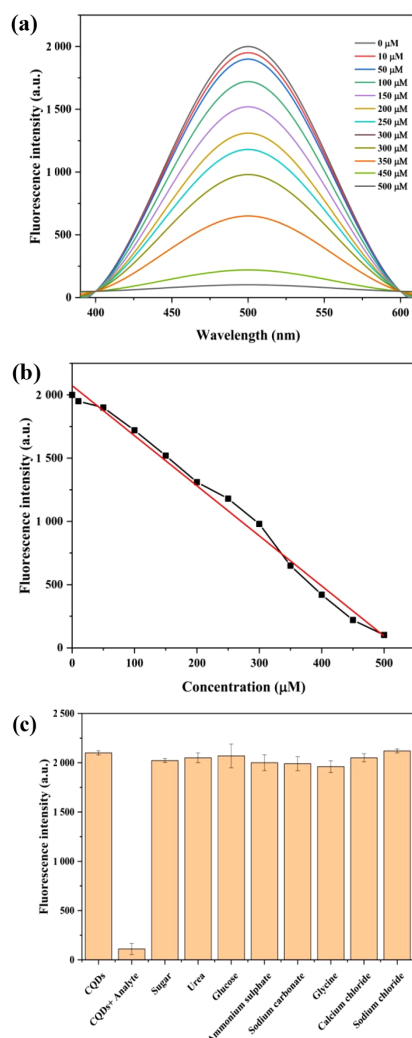 (a)
2 000
1 500
1 000
500
0
Fluorescence intensity (a.u.)
0 µM
10 µM
50 µM
100 µM
150 µM
200 µM
250 µM
300 µM
300 µM
350 µM
450 µM
500 µM
400 450 500 550 600
Wavelength (nm)
(b)
2 000
1 500
1 000
500
0
Fluorescence intensity (a.u.)
0 100 200 300 400 500
Concentration (µM)
(c)
2 500
2 000
1 500
1 000
500
0
Fluorescence intensity (a.u.)
CQDs
CQDs+ Analyte
Sugar
Urea
Glucose
Ammonium sulphate
Sodium carbonate
Glycine
Calcium chloride
Sodium chloride